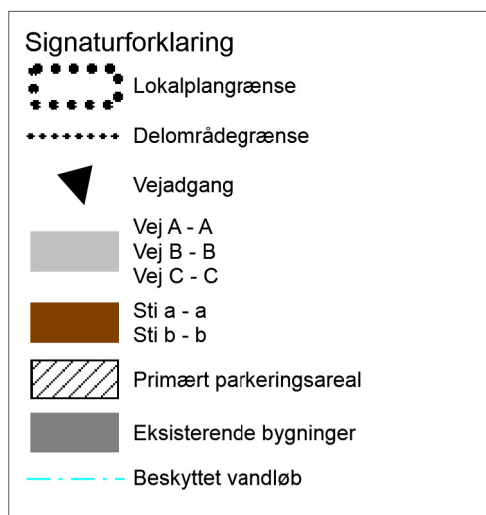 Signaturforklaring
Lokalplangrænse
Delområdegrænse
Vejadgang
Vej A - A
Vej B - B
Vej C - C
Sti a - a
Sti b - b
Primært parkeringsareal
Eksisterende bygninger
Beskyttet vandløb